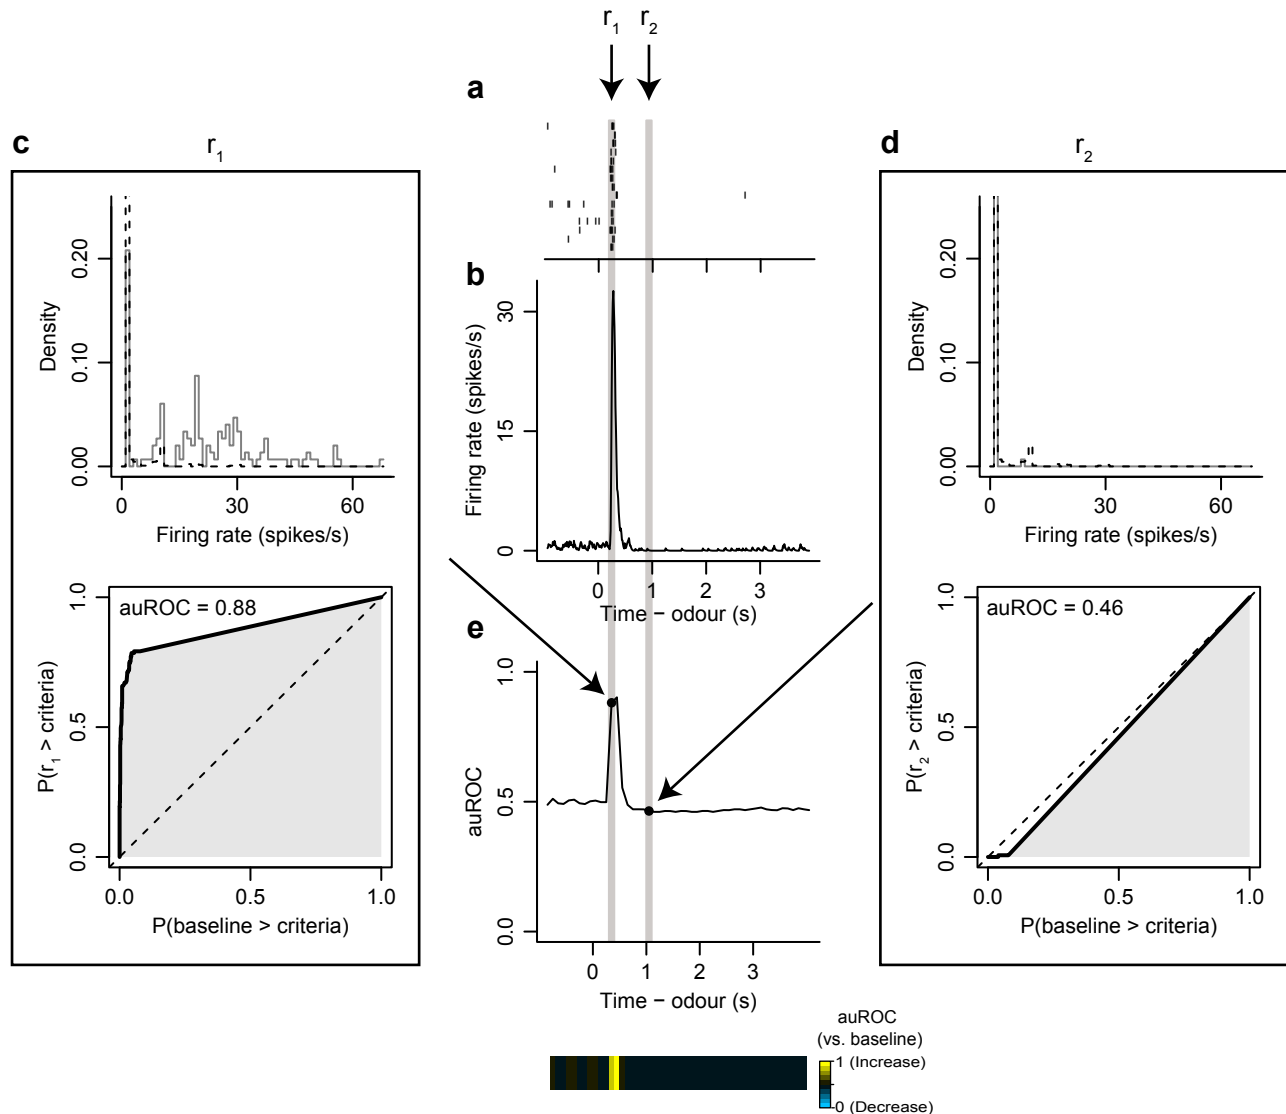 r1
r2
a
c
r1
0.20
0.10
0.00
Density
0
30
60
Firing rate (spikes/s)
auROC = 0.88
1.0
0.5
0.0
P(r1 > criteria)
0.0
0.5
1.0
P(baseline > criteria)
b
30
15
0
Firing rate (spikes/s)
0
1
2
3
Time − odour (s)
e
1.0
0.5
0.0
auROC
0
1
2
3
Time − odour (s)
d
r2
0.20
0.10
0.00
Density
0
30
60
Firing rate (spikes/s)
auROC = 0.46
1.0
0.5
0.0
P(r2 > criteria)
0.0
0.5
1.0
P(baseline > criteria)
auROC
(vs. baseline)
1 (Increase)
0 (Decrease)